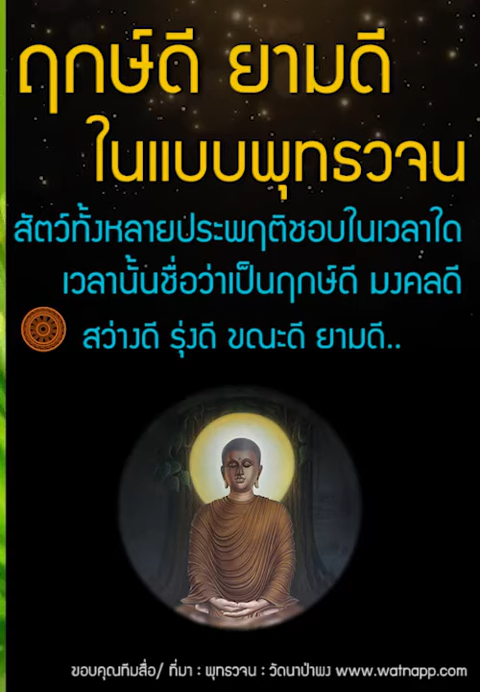 ฤกษ์ดี ยามดี
ในแบบพุทธวจน
สัตว์ทั้งหลายประพฤติชอบในเวลาใด
เวลานั้นชื่อว่าเป็นฤกษ์ดี มงคลดี
สว่างดี รุ่งดี ขณะดี ยามดี..
ขอบคุณทีมสื่อ/ ที่มา : พุทธวจน : วัดนาป่าพง www.watnapp.com